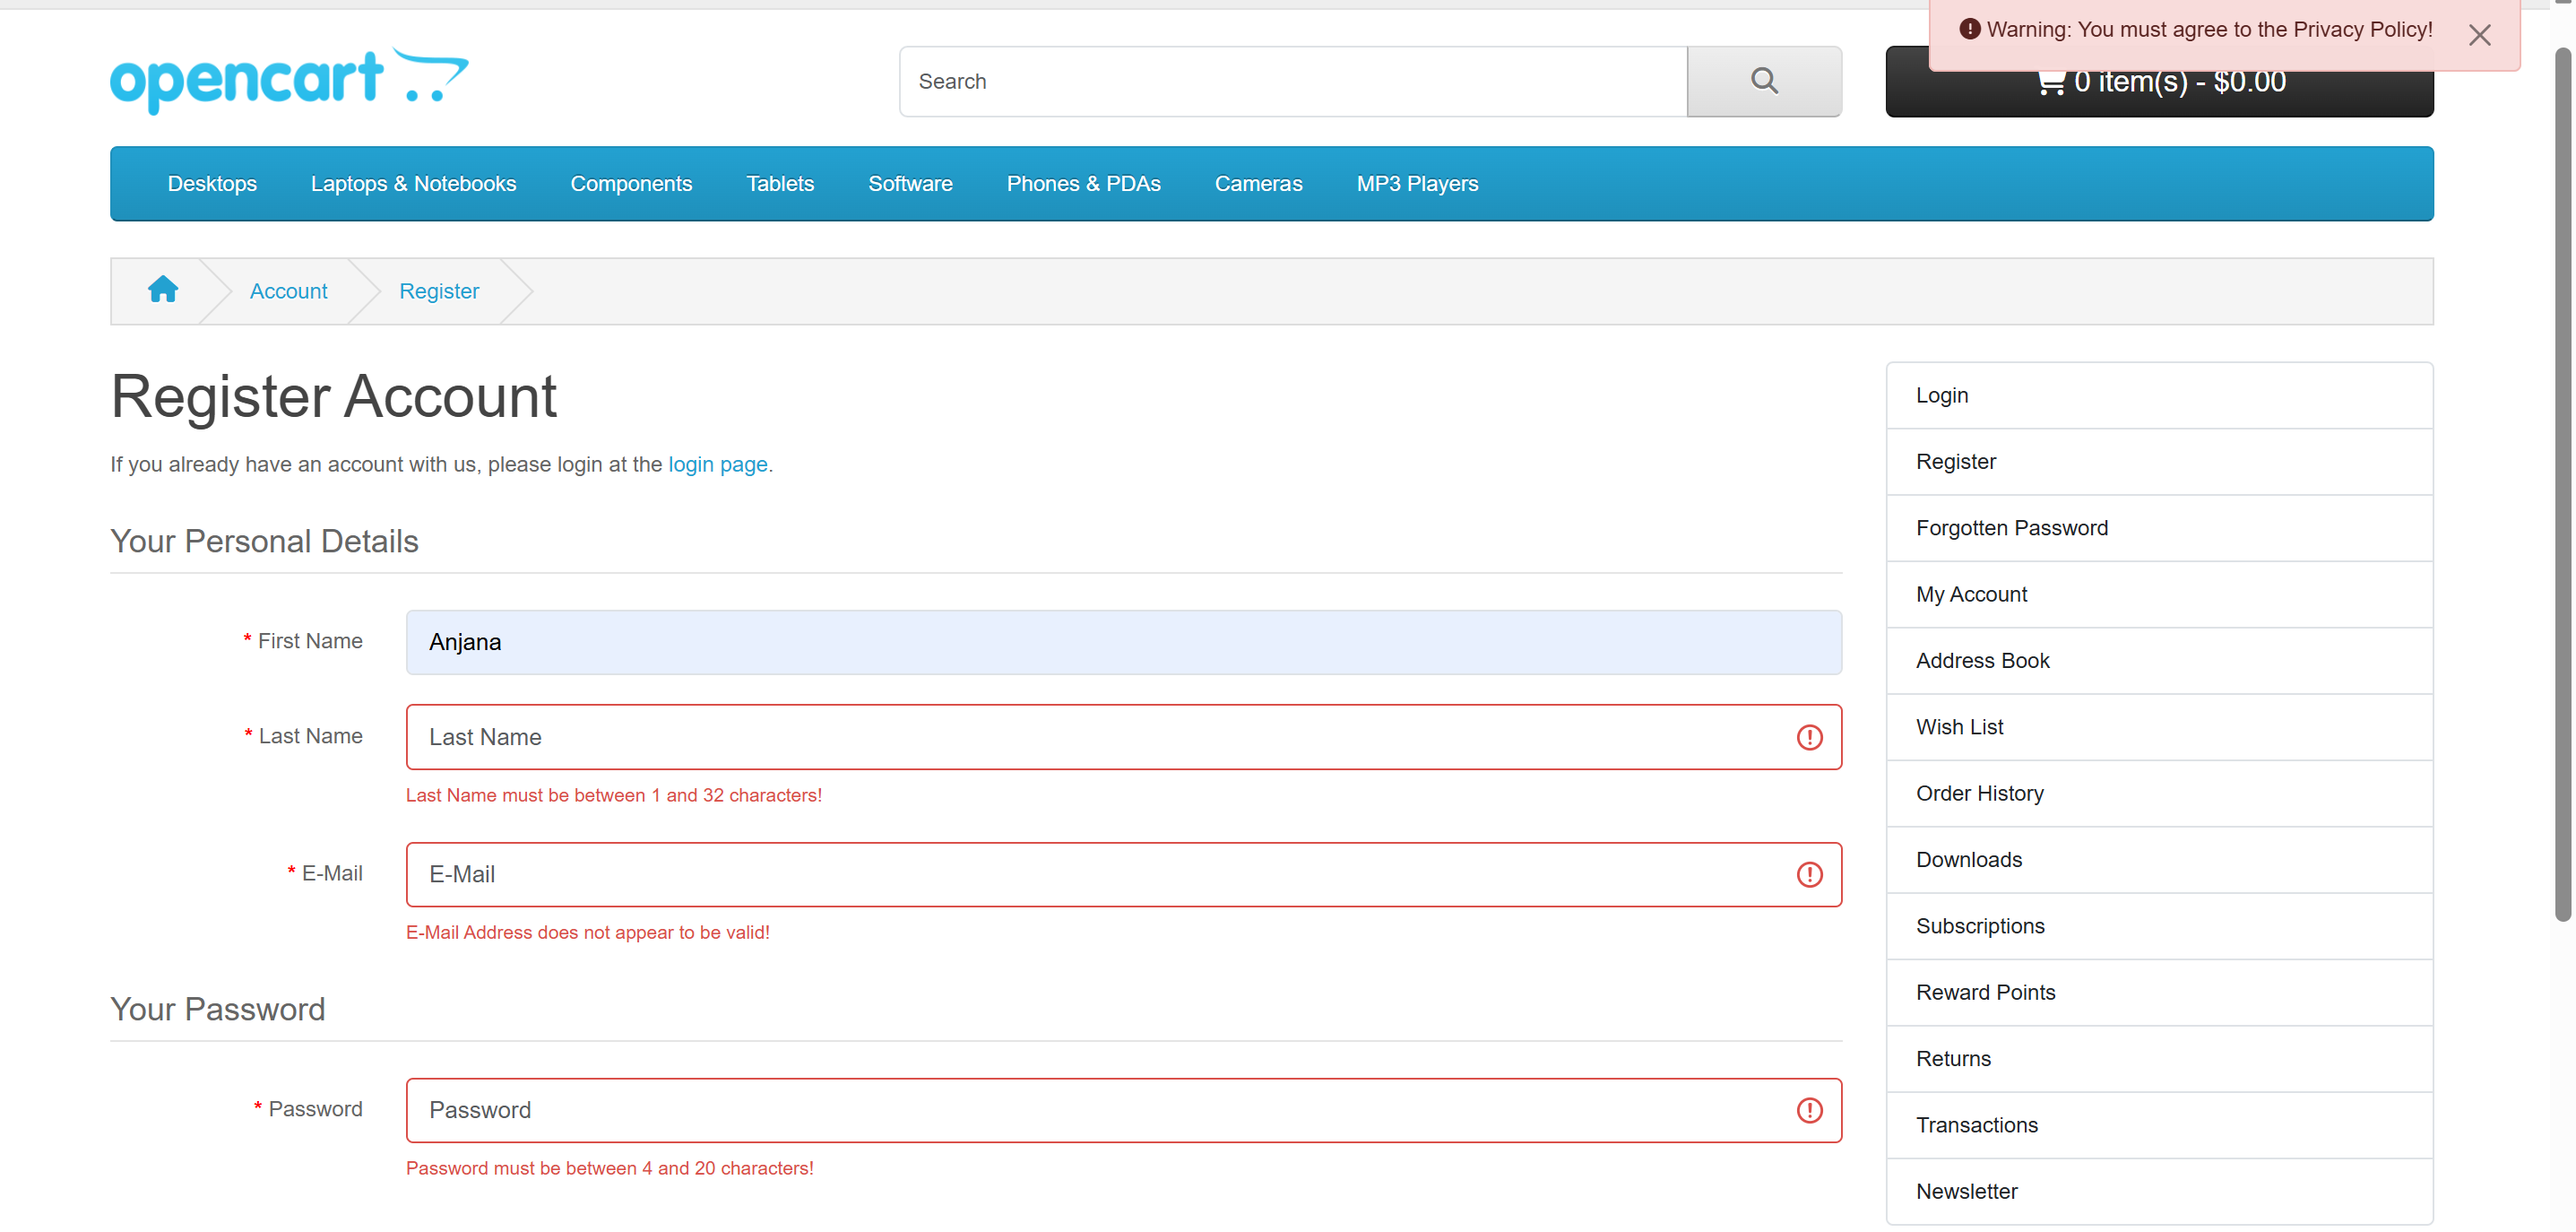 Warning: You must agree to the Privacy Policy!
opencart
Search
0 item(s) - $0.00
Desktops Laptops & Notebooks Components Tablets Software Phones & PDAs Cameras MP3 Players
Account Register
Register Account
If you already have an account with us, please login at the login page.
Your Personal Details
* First Name Anjana
* Last Name Last Name
Last Name must be between 1 and 32 characters!
* E-Mail E-Mail
E-Mail Address does not appear to be valid!
Your Password
* Password Password
Password must be between 4 and 20 characters!
Login
Register
Forgotten Password
My Account
Address Book
Wish List
Order History
Downloads
Subscriptions
Reward Points
Returns
Transactions
Newsletter